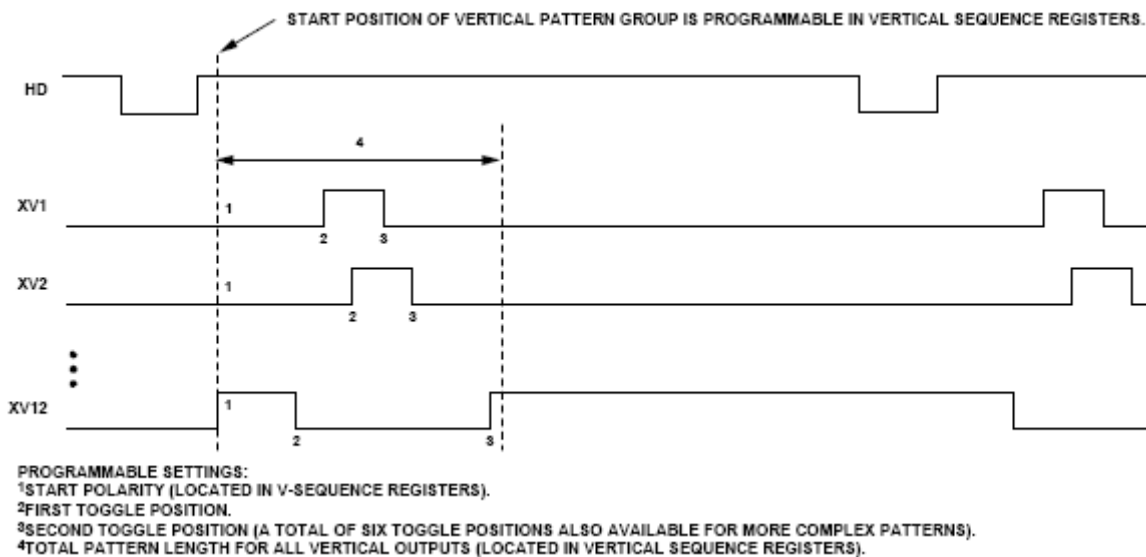 START POSITION OF VERTICAL PATTERN GROUP IS PROGRAMMABLE IN VERTICAL SEQUENCE REGISTERS.
HD
4
XV1
1
2
3
XV2
1
2
3
XV12
1
2
3
PROGRAMMABLE SETTINGS:
¹START POLARITY (LOCATED IN V-SEQUENCE REGISTERS).
²FIRST TOGGLE POSITION.
³SECOND TOGGLE POSITION (A TOTAL OF SIX TOGGLE POSITIONS ALSO AVAILABLE FOR MORE COMPLEX PATTERNS).
⁴TOTAL PATTERN LENGTH FOR ALL VERTICAL OUTPUTS (LOCATED IN VERTICAL SEQUENCE REGISTERS).